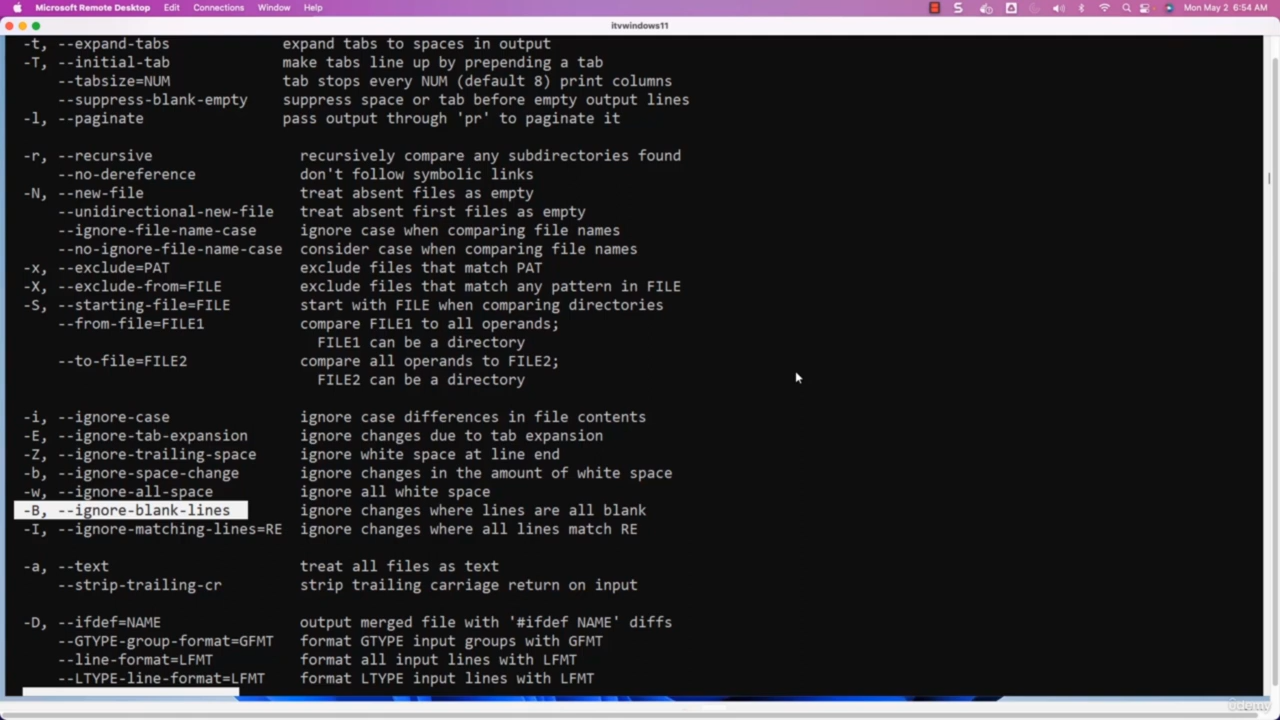 Microsoft Remote Desktop Edit Connections Window Help Mon May 2 6:54 AM
itvwindows11
-t, --expand-tabs expand tabs to spaces in output
-T, --initial-tab make tabs line up by prepending a tab
--tabsize=NUM tab stops every NUM (default 8) print columns
--suppress-blank-empty suppress space or tab before empty output lines
-l, --paginate pass output through 'pr' to paginate it
-r, --recursive recursively compare any subdirectories found
--no-dereference don't follow symbolic links
-N, --new-file treat absent files as empty
--unidirectional-new-file treat absent first files as empty
--ignore-file-name-case ignore case when comparing file names
--no-ignore-file-name-case consider case when comparing file names
-x, --exclude=PAT exclude files that match PAT
-X, --exclude-from=FILE exclude files that match any pattern in FILE
-S, --starting-file=FILE start with FILE when comparing directories
--from-file=FILE1 compare FILE1 to all operands;
FILE1 can be a directory
--to-file=FILE2 compare all operands to FILE2;
FILE2 can be a directory
-i, --ignore-case ignore case differences in file contents
-E, --ignore-tab-expansion ignore changes due to tab expansion
-Z, --ignore-trailing-space ignore white space at line end
-b, --ignore-space-change ignore changes in the amount of white space
-w, --ignore-all-space ignore all white space
-B, --ignore-blank-lines ignore changes where lines are all blank
-I, --ignore-matching-lines=RE ignore changes where all lines match RE
-a, --text treat all files as text
--strip-trailing-cr strip trailing carriage return on input
-D, --ifdef=NAME output merged file with '#ifdef NAME' diffs
--GTYPE-group-format=GFMT format GTYPE input groups with GFMT
--line-format=LFMT format all input lines with LFMT
--LTYPE-line-format=LFMT format LTYPE input lines with LFMT
ûdemy